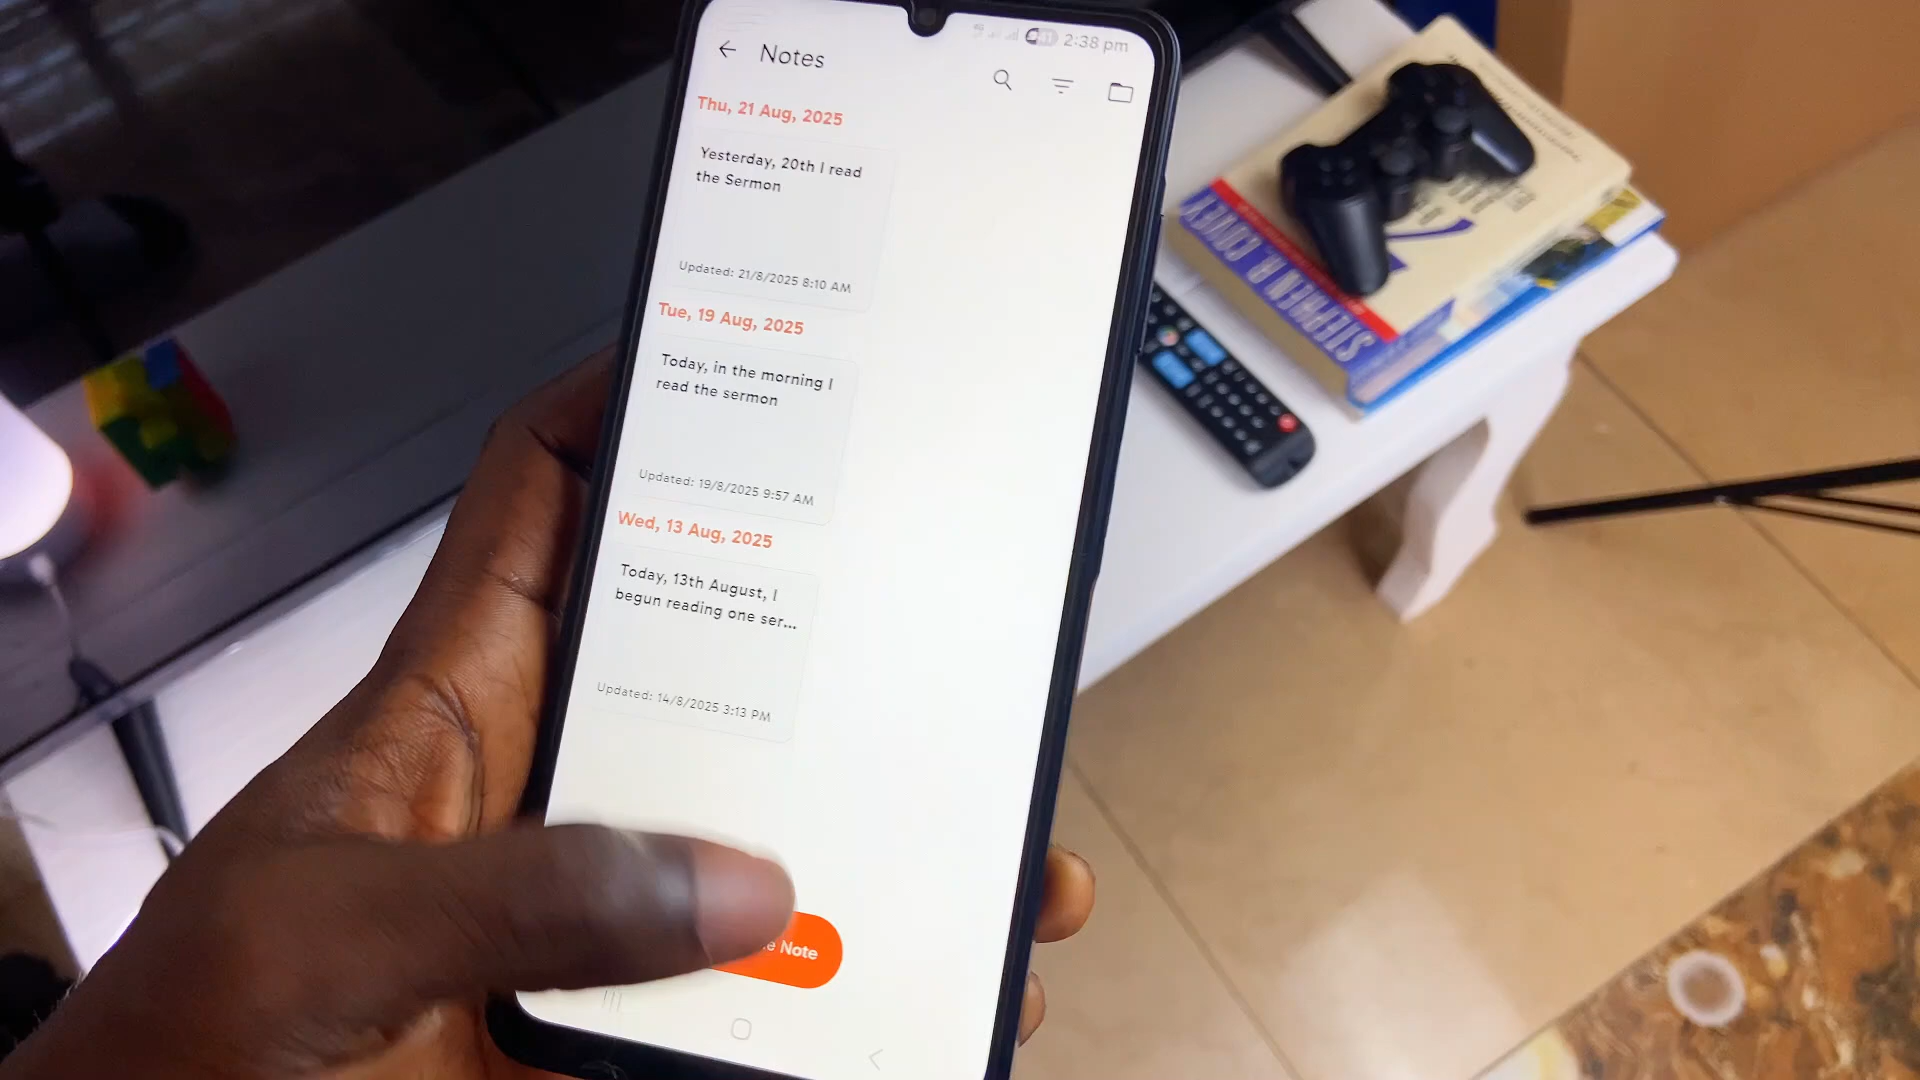 2:38 pm
Notes
Thu, 21 Aug, 2025
Yesterday, 20th I read
the Sermon
Updated: 21/8/2025 8:10 AM
Tue, 19 Aug, 2025
Today, in the morning I
read the sermon
Updated: 19/8/2025 9:57 AM
Wed, 13 Aug, 2025
Today, 13th August, I
begun reading one ser...
Updated: 14/8/2025 3:13 PM
e Note
STEPHEN R. COVEY